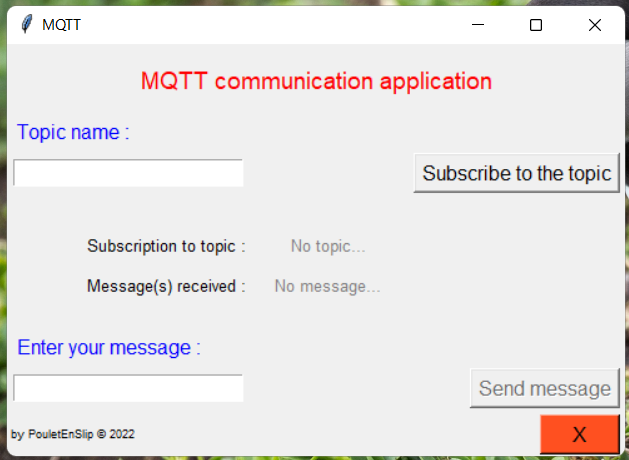 MQTT
MQTT communication application
Topic name :
Subscribe to the topic
Subscription to topic : No topic...
Message(s) received : No message...
Enter your message :
Send message
by PouletEnSlip © 2022
X